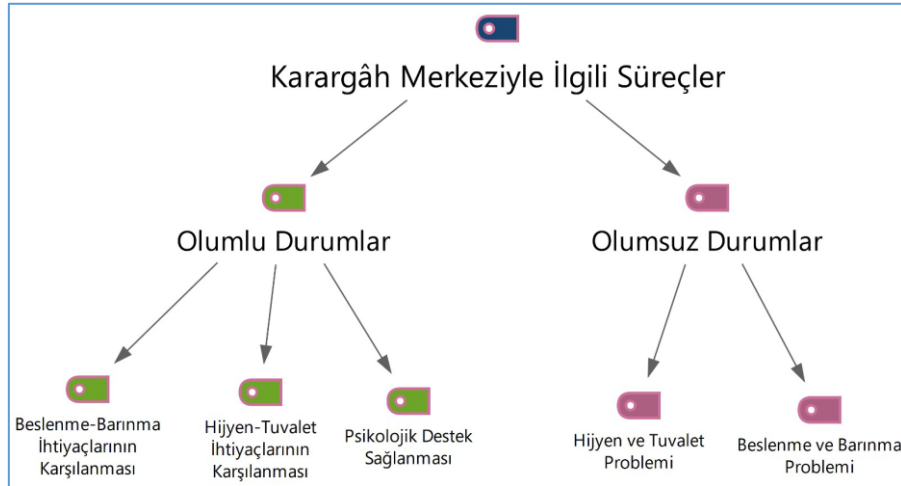 Karargâh Merkeziyle İlgili Süreçler
Olumlu Durumlar
Olumsuz Durumlar
Beslenme-Barınma
İhtiyaçlarının
Karşılanması
Hijyen-Tuvalet
İhtiyaçlarının
Karşılanması
Psikolojik Destek
Sağlanması
Hijyen ve Tuvalet
Problemi
Beslenme ve Barınma
Problemi